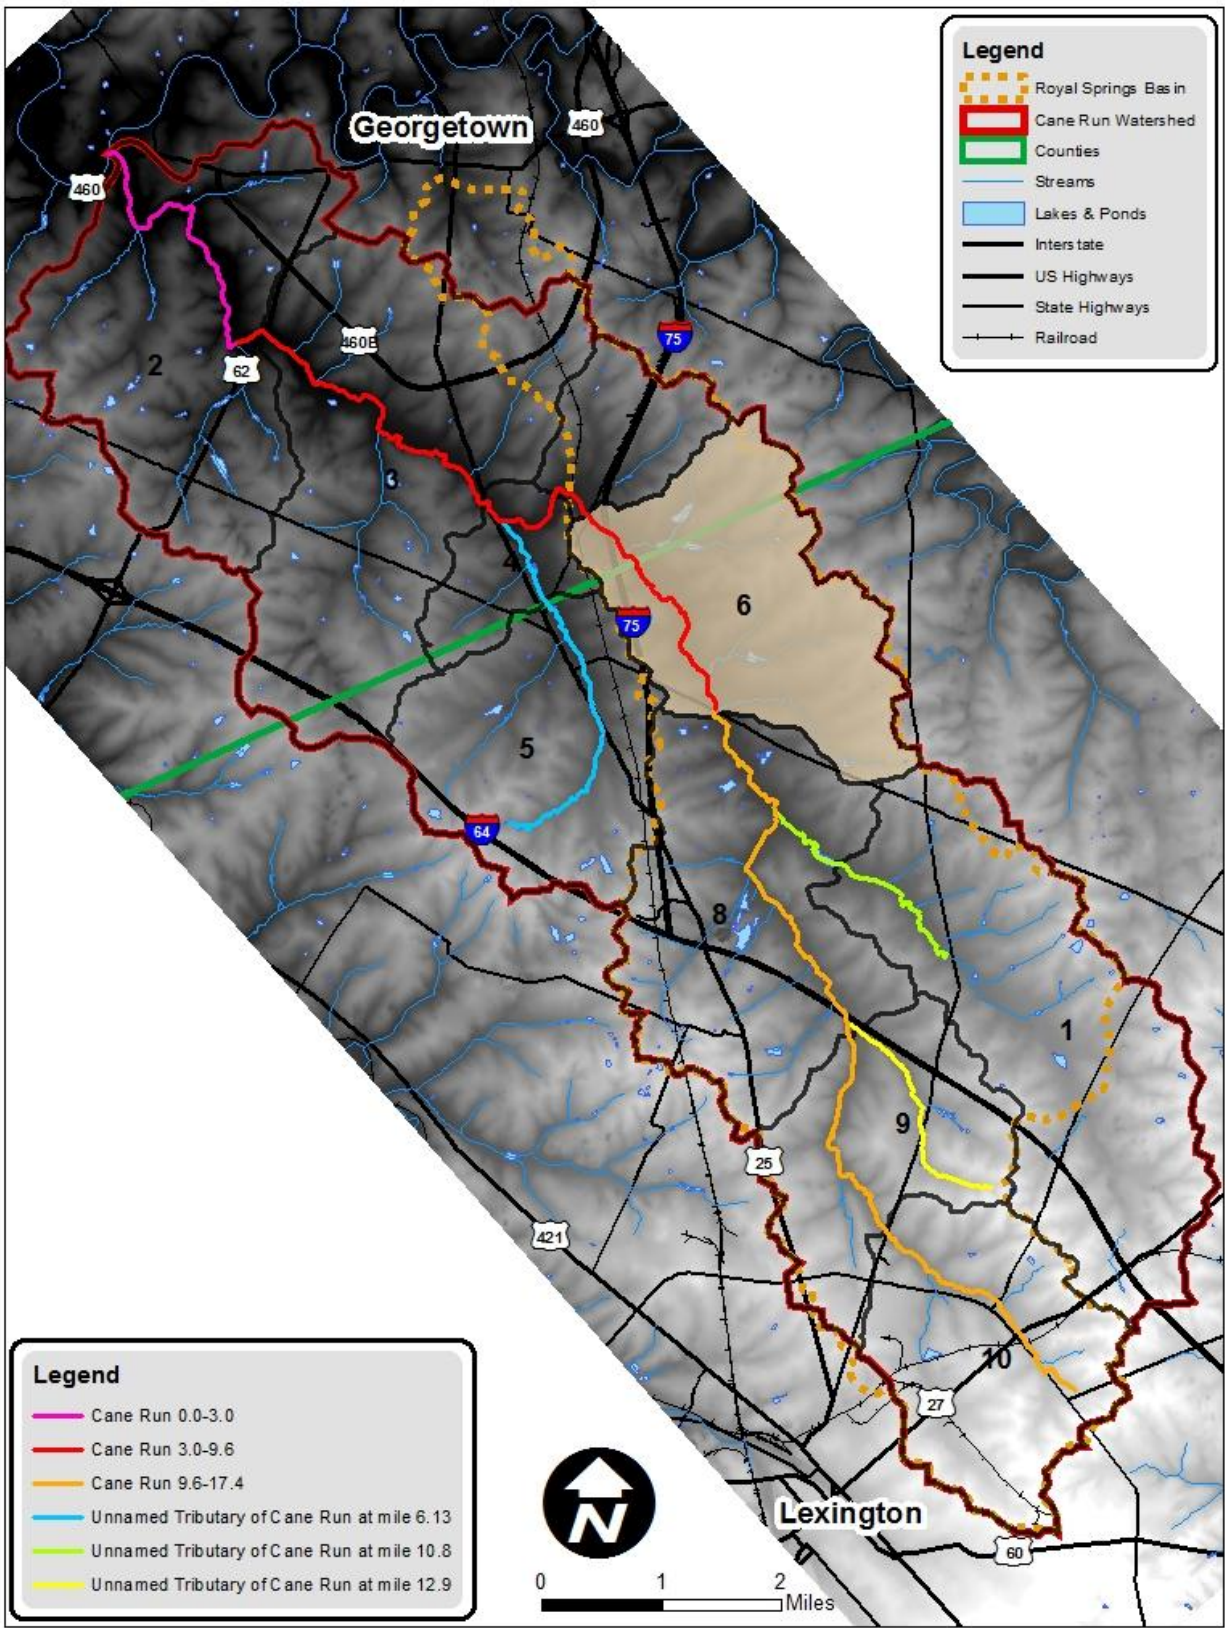 Georgetown
460
460
Legend
Royal Springs Basin
Cane Run Watershed
Counties
Streams
Lakes & Ponds
Interstate
US Highways
State Highways
Railroad
460B
75
2
62
3
4
6
75
5
64
8
1
9
25
421
10
27
Lexington
60
Legend
Cane Run 0.0-3.0
Cane Run 3.0-9.6
Cane Run 9.6-17.4
Unnamed Tributary of Cane Run at mile 6.13
Unnamed Tributary of Cane Run at mile 10.8
Unnamed Tributary of Cane Run at mile 12.9
N
0 1 2
Miles